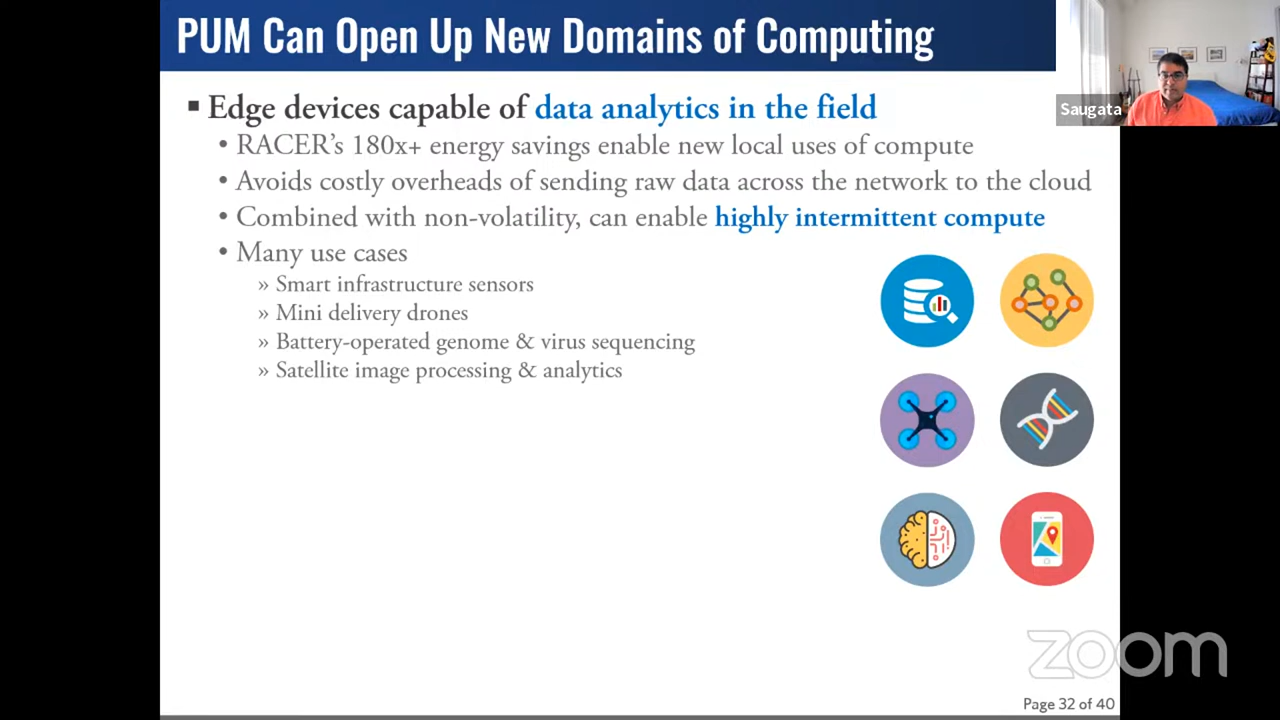 PUM Can Open Up New Domains of Computing
Saugata
▪ Edge devices capable of data analytics in the field
• RACER’s 180x+ energy savings enable new local uses of compute
• Avoids costly overheads of sending raw data across the network to the cloud
• Combined with non-volatility, can enable highly intermittent compute
• Many use cases
» Smart infrastructure sensors
» Mini delivery drones
» Battery-operated genome & virus sequencing
» Satellite image processing & analytics
zoom
Page 32 of 40